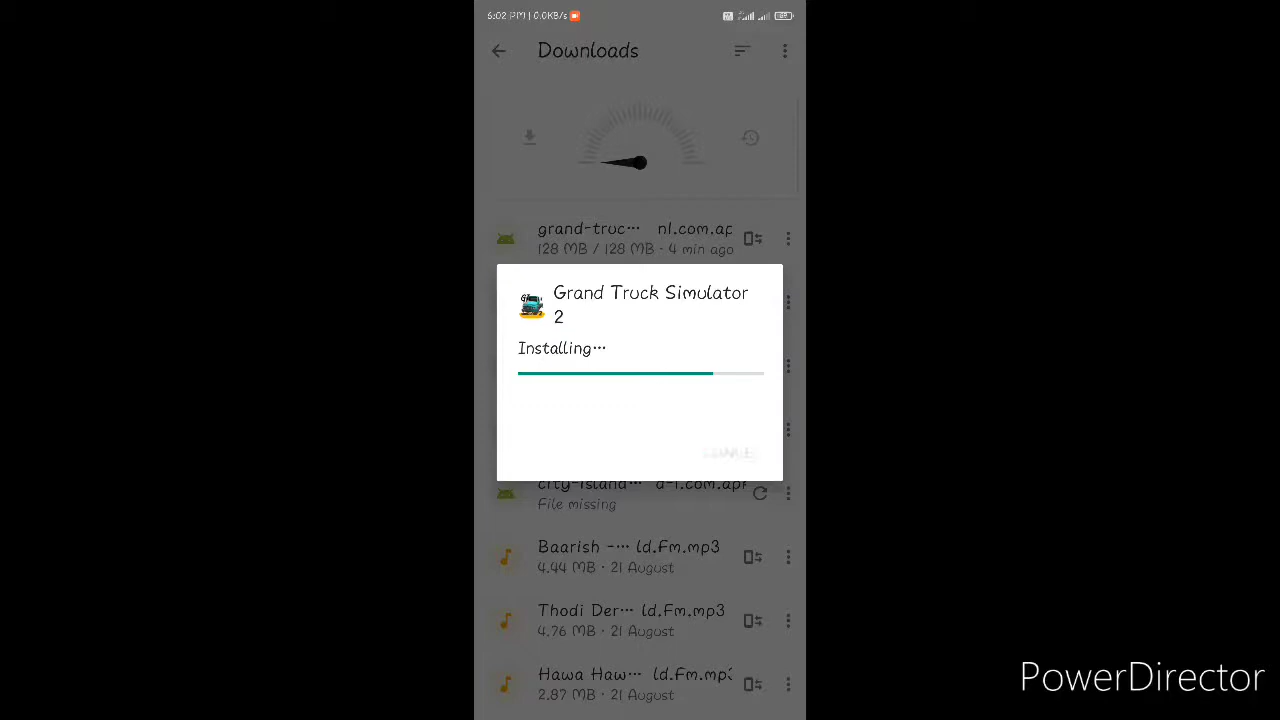 6:02 PM | 0.0KB/s
Downloads
grand-truc… n1.com.ap
128 MB / 128 MB · 4 min ago
Grand Truck Simulator
2
Installing…
CANCEL
city-island… d-1.com.apk
File missing
Baarish -… ld.Fm.mp3
4.44 MB · 21 August
Thodi Der… ld.Fm.mp3
4.76 MB · 21 August
Hawa Haw… ld.Fm.mp3
2.87 MB · 21 August
PowerDirector